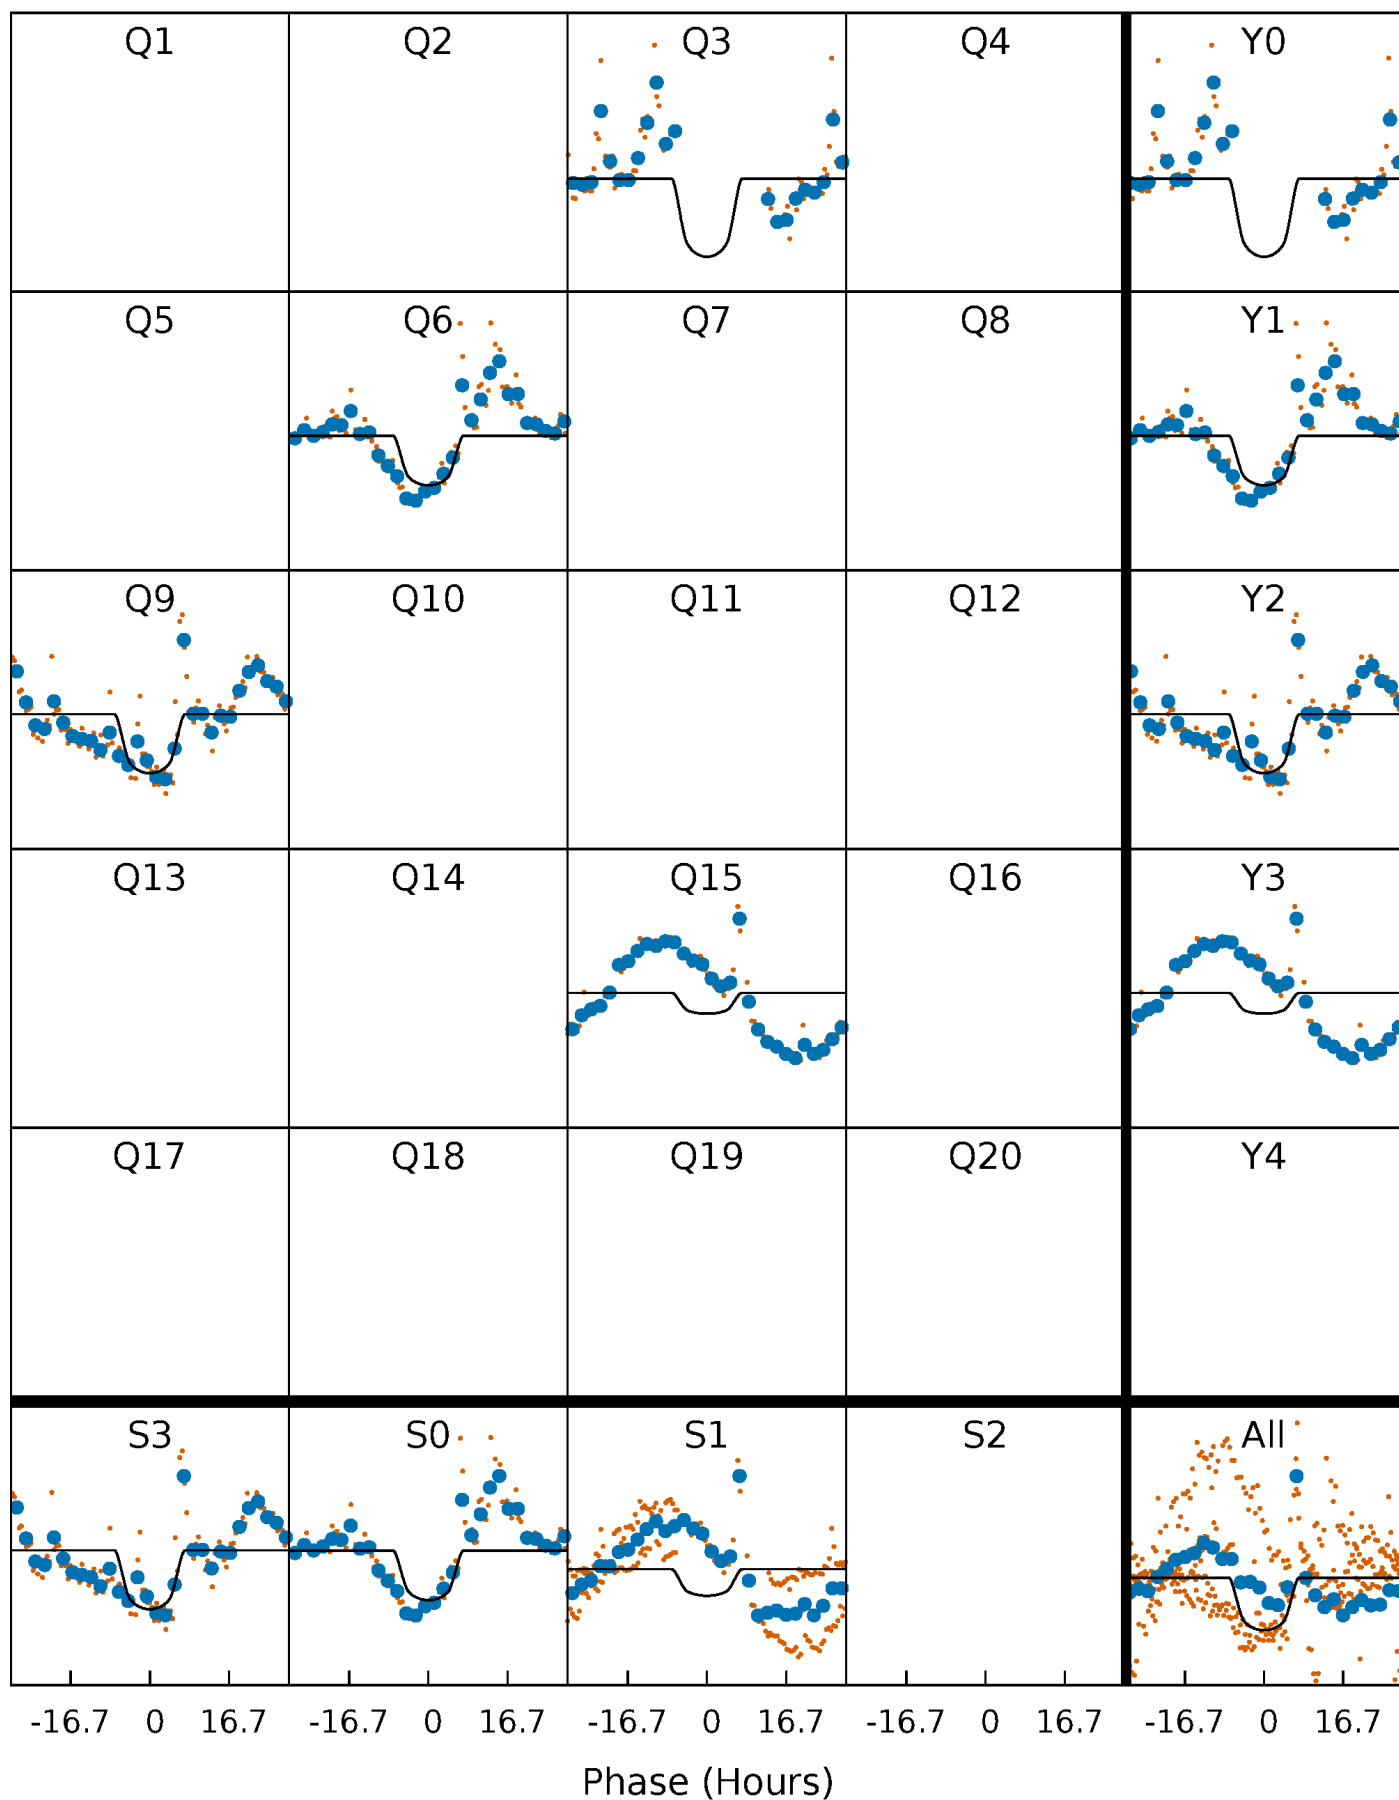 Q1 Q2 Q3 Q4 Y0
Q5 Q6 Q7 Q8 Y1
Q9 Q10 Q11 Q12 Y2
Q13 Q14 Q15 Q16 Y3
Q17 Q18 Q19 Q20 Y4
S3 S0 S1 S2 All
-16.7 0 16.7 -16.7 0 16.7 -16.7 0 16.7 -16.7 0 16.7 -16.7 0 16.7
Phase (Hours)